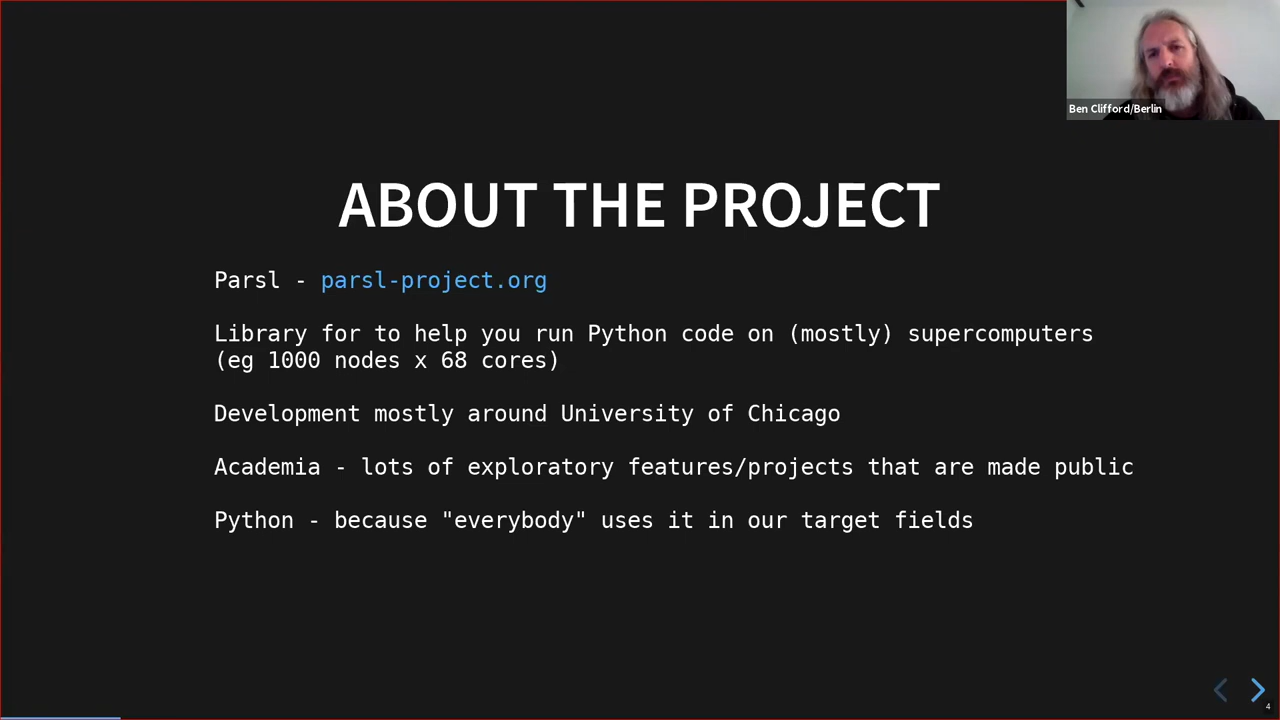 Ben Clifford/Berlin
ABOUT THE PROJECT
Parsl - parsl-project.org
Library for to help you run Python code on (mostly) supercomputers
(eg 1000 nodes x 68 cores)
Development mostly around University of Chicago
Academia - lots of exploratory features/projects that are made public
Python - because "everybody" uses it in our target fields
4